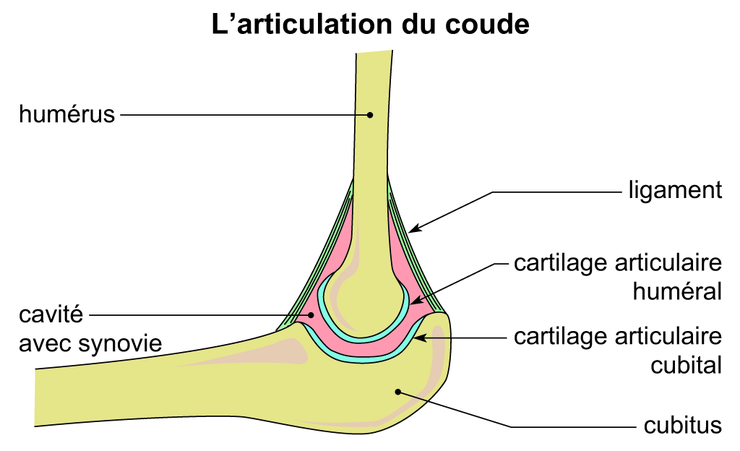 L’articulation du coude
humérus
ligament
cartilage articulaire
huméral
cavité
avec synovie
cartilage articulaire
cubital
cubitus